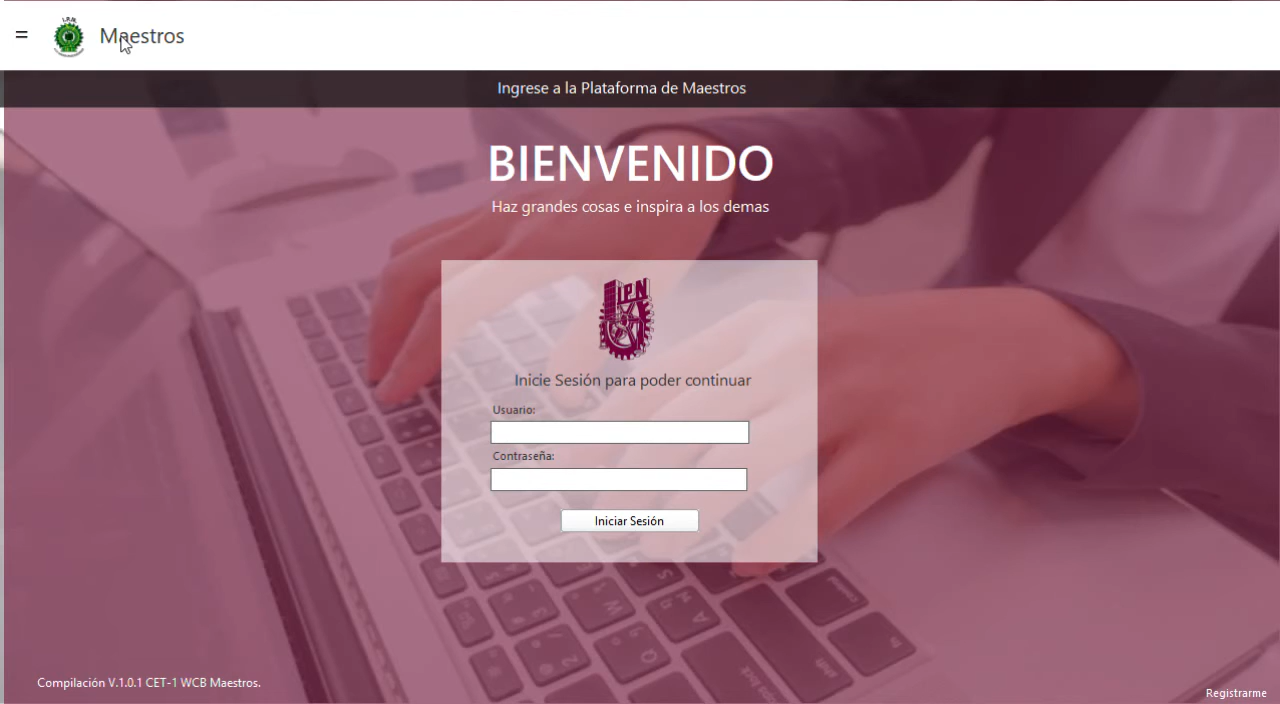 I.P.N.
Maestros
Ingrese a la Plataforma de Maestros
BIENVENIDO
Haz grandes cosas e inspira a los demas
I.P.N
Inicie Sesión para poder continuar
Usuario:
Contraseña:
Iniciar Sesión
Compilación V.1.0.1 CET-1 WCB Maestros.
Registrarme